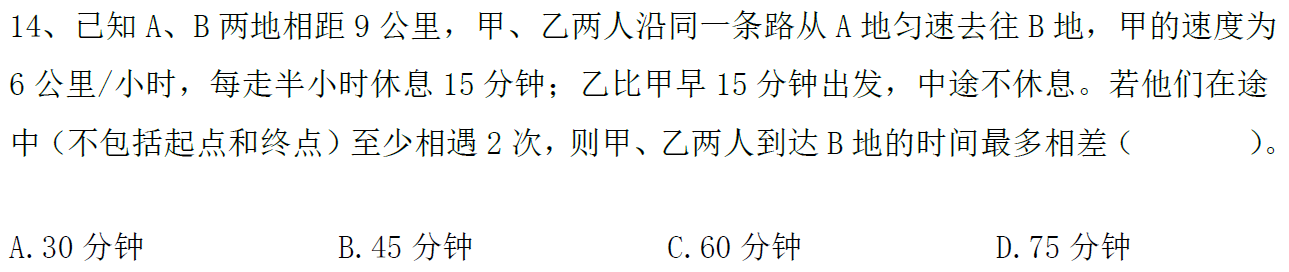 14、已知 A、B 两地相距 9 公里，甲、乙两人沿同一条路从 A 地匀速去往 B 地，甲的速度为
6 公里/小时，每走半小时休息 15 分钟；乙比甲早 15 分钟出发，中途不休息。若他们在途
中（不包括起点和终点）至少相遇 2 次，则甲、乙两人到达 B 地的时间最多相差（ ）。
A.30 分钟 B.45 分钟 C.60 分钟 D.75 分钟